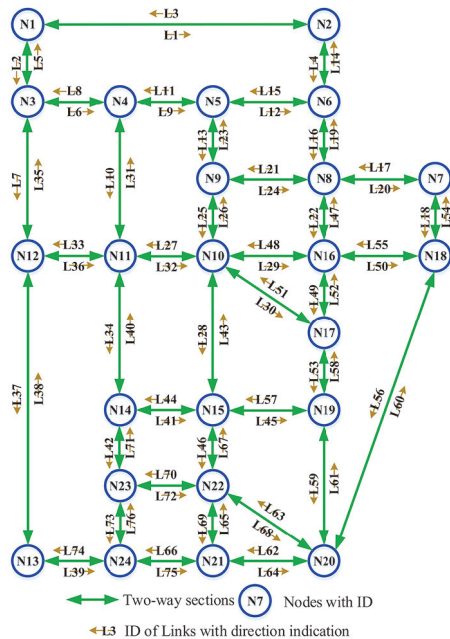 L3
N1 N2
L1
L2 L5 L4 L14
L8 L11 L15
N3 N4 N5 N6
L6 L9 L12
L13 L23 L16 L19
L7 L35 L10 L31 L21 L17
N9 N8 N7
L24 L20
L25 L26 L22 L47 L18 L54
L33 L27 L48 L55
N12 N11 N10 N16 N18
L36 L32 L29 L50
L51 L49 L52
L30
N17
L34 L40 L28 L43 L53 L58
L37 L38 L56 L60
L44 L57
N14 N15 N19
L41 L45
L42 L71 L46 L67
L70 L59 L61
N23 N22
L72
L63
L73 L76 L69 L65 L68
L74 L66 L62
N13 N24 N21 N20
L39 L75 L64
Two-way sections N7 Nodes with ID
L3 ID of Links with direction indication